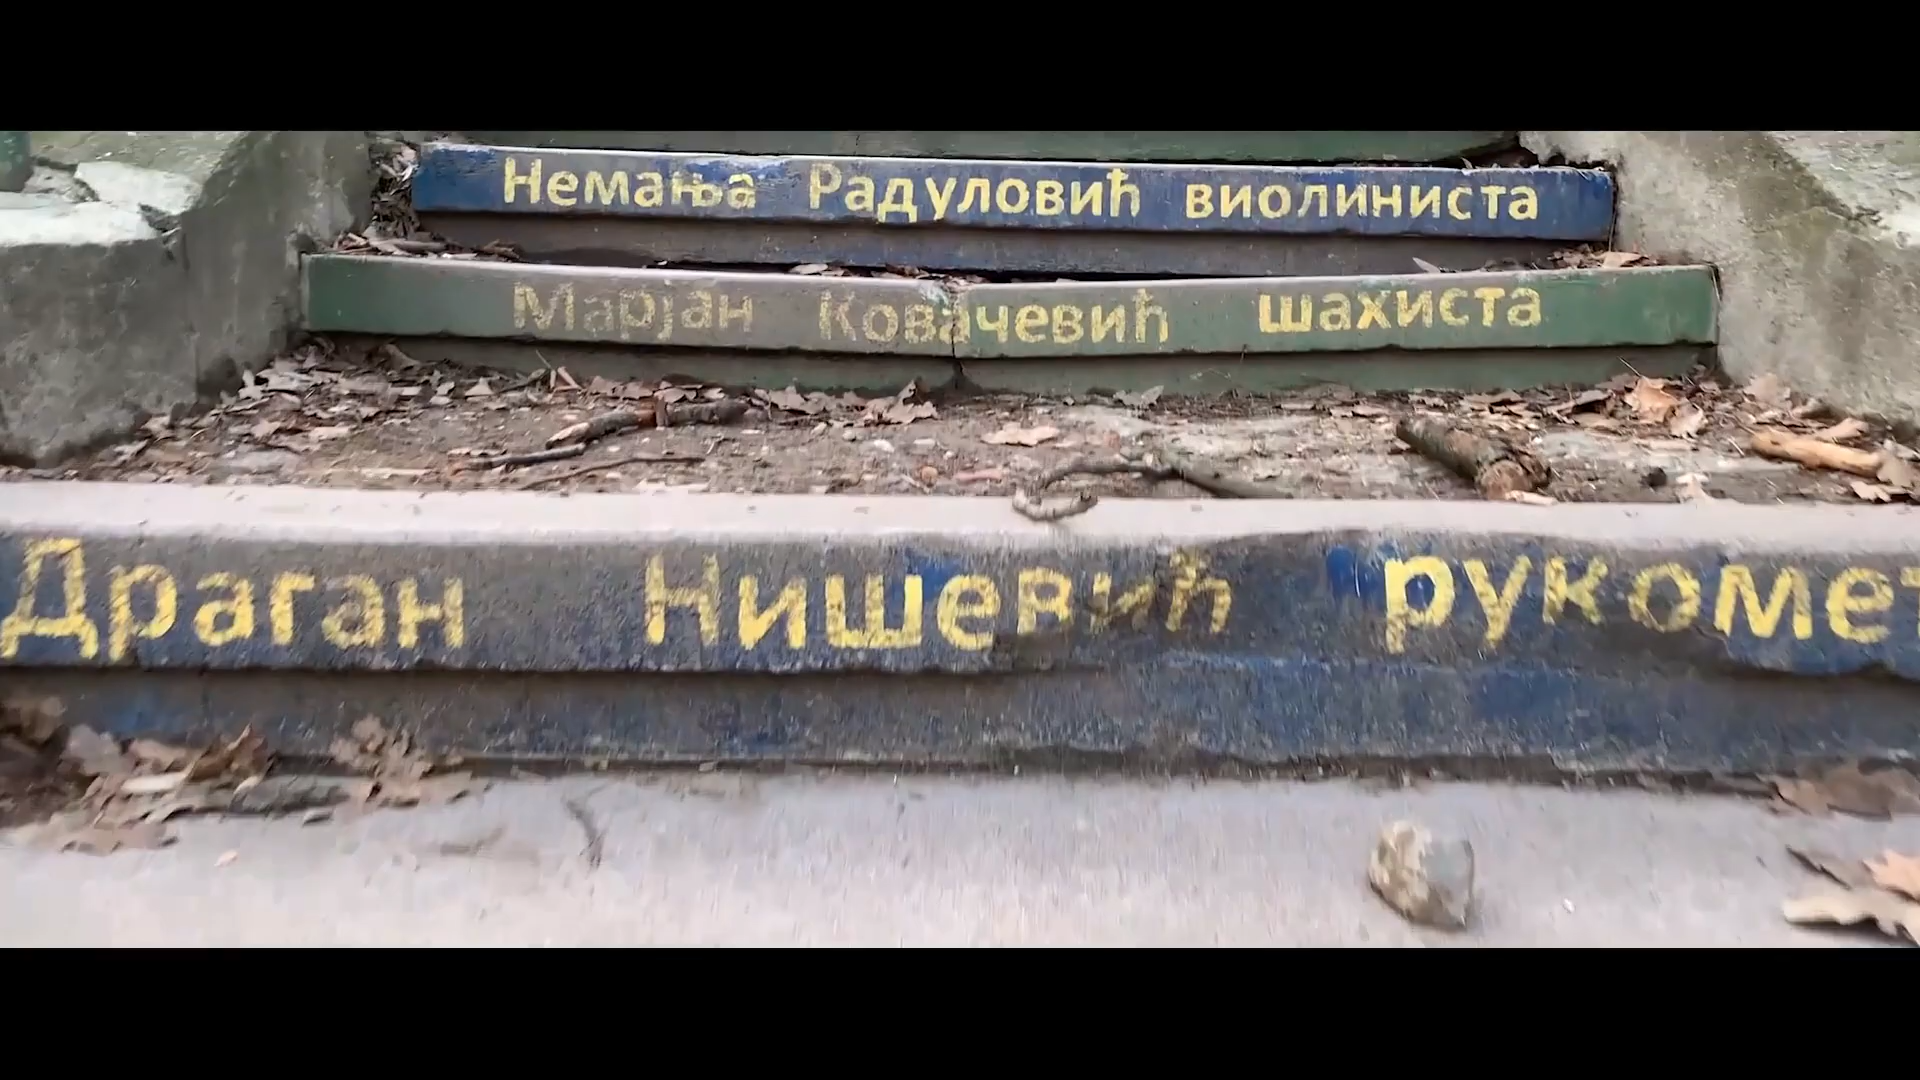 Немања Радуловић виолиниста
Марјан Ковачевић шахиста
Драган Нишевић рукомет